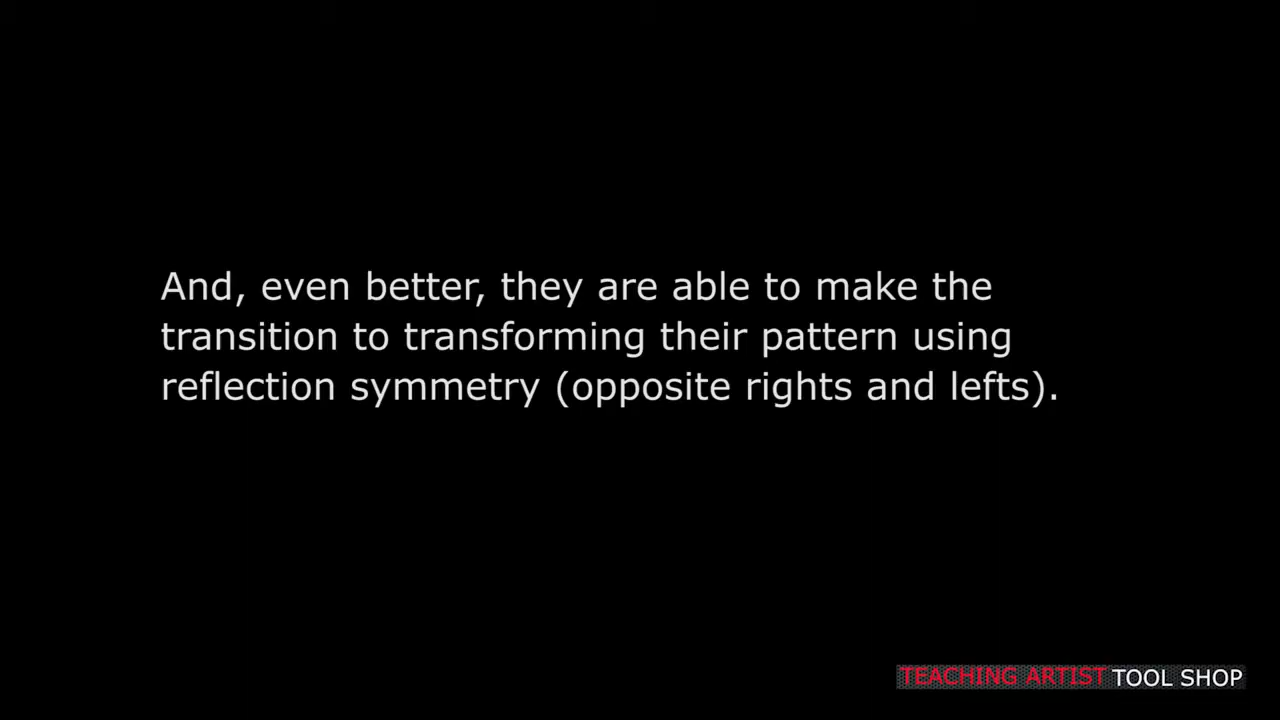 And, even better, they are able to make the
transition to transforming their pattern using
reflection symmetry (opposite rights and lefts).
TEACHING ARTIST TOOL SHOP